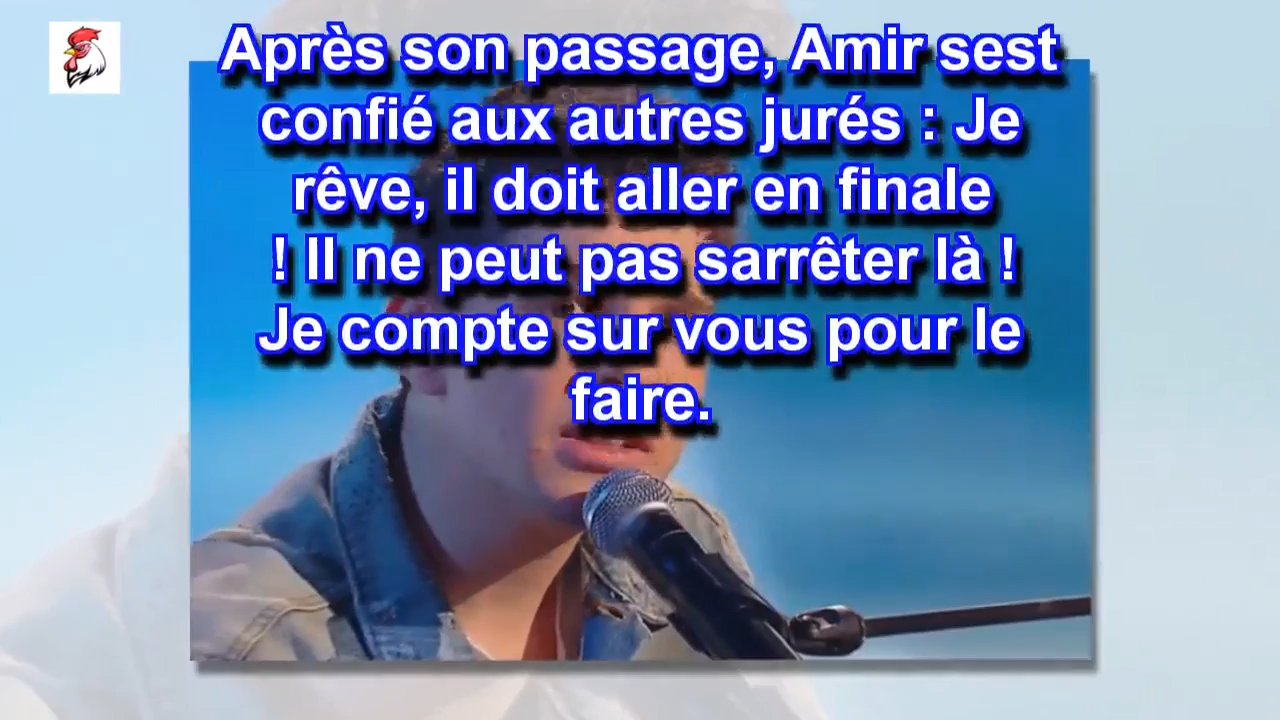 Après son passage, Amir sest
confié aux autres jurés : Je
rêve, il doit aller en finale
! Il ne peut pas sarrêter là !
Je compte sur vous pour le
faire.